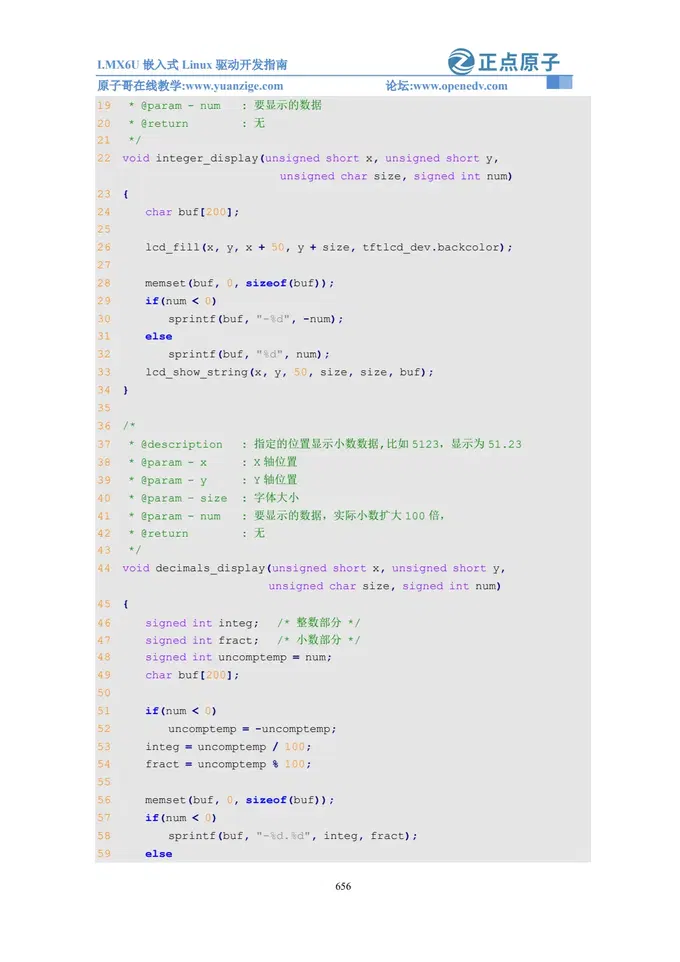 I.MX6U 嵌入式 Linux 驱动开发指南
正点原子
原子哥在线教学:www.yuanzige.com 论坛:www.openedv.com
19 * @param - num : 要显示的数据
20 * @return : 无
21 */
22 void integer_display(unsigned short x, unsigned short y,
unsigned char size, signed int num)
23 {
24 char buf[200];
25
26 lcd_fill(x, y, x + 50, y + size, tftlcd_dev.backcolor);
27
28 memset(buf, 0, sizeof(buf));
29 if(num < 0)
30 sprintf(buf, "-%d", -num);
31 else
32 sprintf(buf, "%d", num);
33 lcd_show_string(x, y, 50, size, size, buf);
34 }
35
36 /*
37 * @description : 指定的位置显示小数数据,比如 5123，显示为 51.23
38 * @param - x : X 轴位置
39 * @param - y : Y 轴位置
40 * @param – size : 字体大小
41 * @param - num : 要显示的数据，实际小数扩大 100 倍，
42 * @return : 无
43 */
44 void decimals_display(unsigned short x, unsigned short y,
unsigned char size, signed int num)
45 {
46 signed int integ; /* 整数部分 */
47 signed int fract; /* 小数部分 */
48 signed int uncomptemp = num;
49 char buf[200];
50
51 if(num < 0)
52 uncomptemp = -uncomptemp;
53 integ = uncomptemp / 100;
54 fract = uncomptemp % 100;
55
56 memset(buf, 0, sizeof(buf));
57 if(num < 0)
58 sprintf(buf, "-%d.%d", integ, fract);
59 else
656